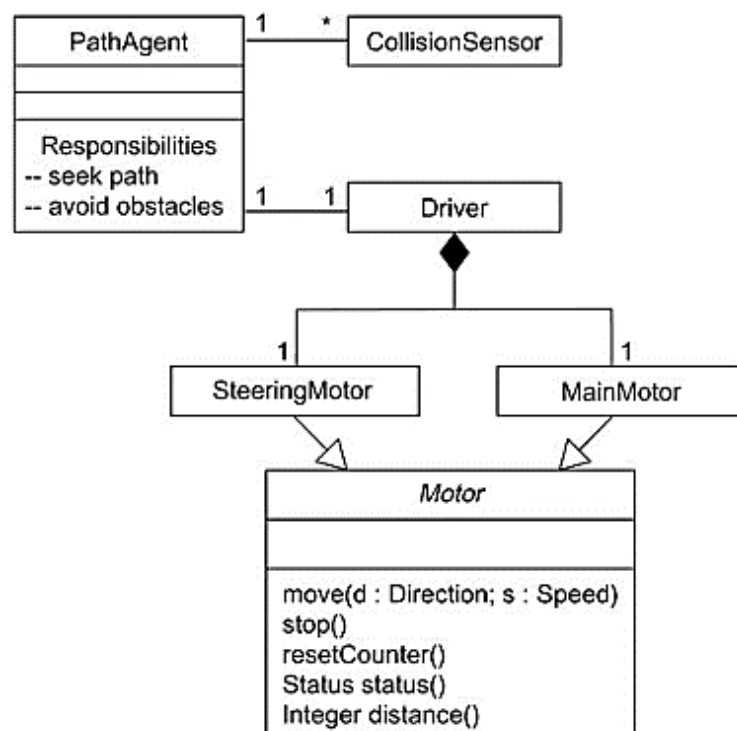 PathAgent
1
*
CollisionSensor
Responsibilities
-- seek path
-- avoid obstacles
1
1
Driver
1
1
SteeringMotor
MainMotor
Motor
move(d : Direction; s : Speed)
stop()
resetCounter()
Status status()
Integer distance()